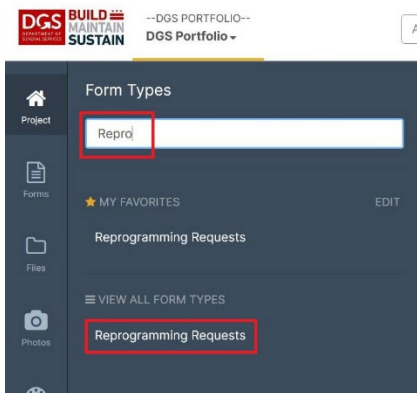 DGS
DEPARTMENT OF
GENERAL SERVICES
BUILD
MAINTAIN
SUSTAIN
--DGS PORTFOLIO--
DGS Portfolio
Project
Forms
Files
Photos
Form Types
Repro
MY FAVORITES EDIT
Reprogramming Requests
VIEW ALL FORM TYPES
Reprogramming Requests